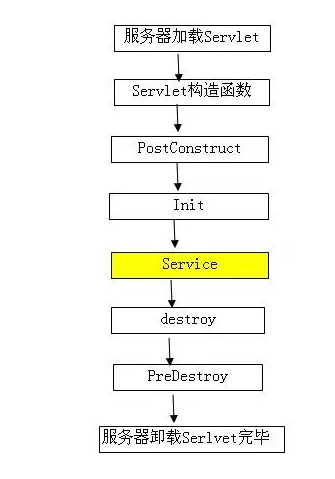 服务器加载Servlet
Servlet构造函数
PostConstruct
Init
Service
destroy
PreDestroy
服务器卸载Serlvet完毕